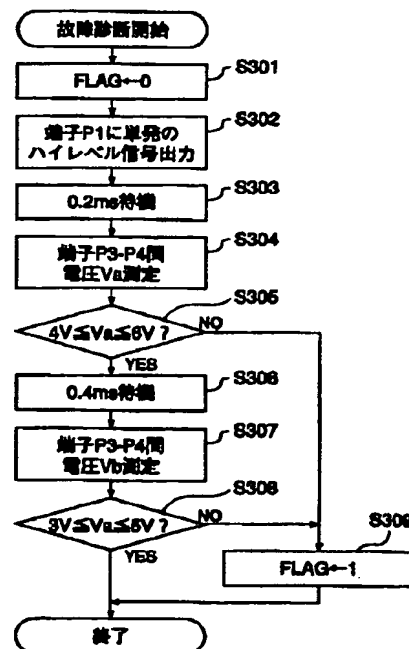 故障診断開始
FLAG←0
S301
端子P1に単発の
ハイレベル信号出力
S302
0.2ms待機
S303
端子P3-P4間
電圧Va測定
S304
4V≦Va≦6V?
S305
NO
YES
0.4ms待機
S306
端子P3-P4間
電圧Vb測定
S307
3V≦Va≦5V?
S308
NO
YES
FLAG←1
S309
終了